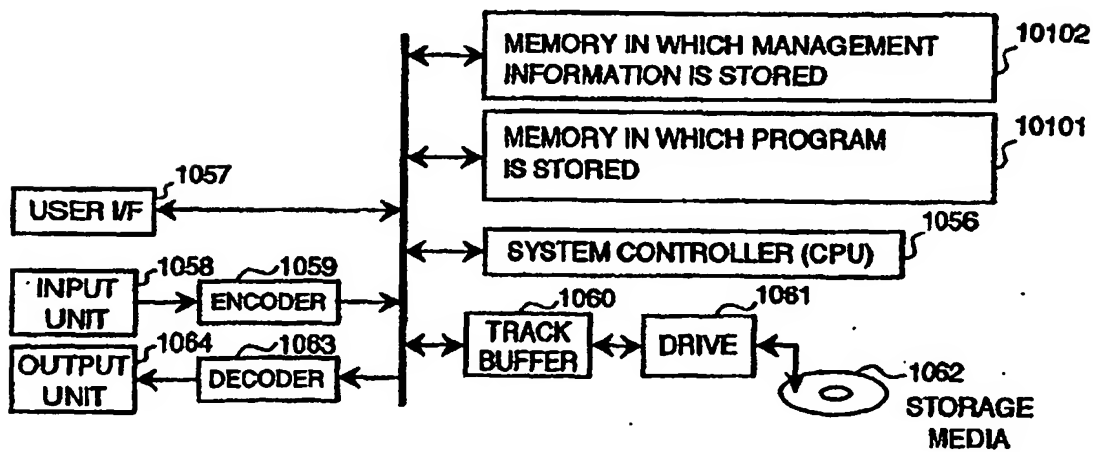 MEMORY IN WHICH MANAGEMENT
INFORMATION IS STORED
10102
MEMORY IN WHICH PROGRAM
IS STORED
10101
USER I/F
1057
SYSTEM CONTROLLER (CPU)
1056
INPUT
UNIT
1058
ENCODER
1059
TRACK
BUFFER
1060
DRIVE
1061
OUTPUT
UNIT
1064
DECODER
1063
1062
STORAGE
MEDIA